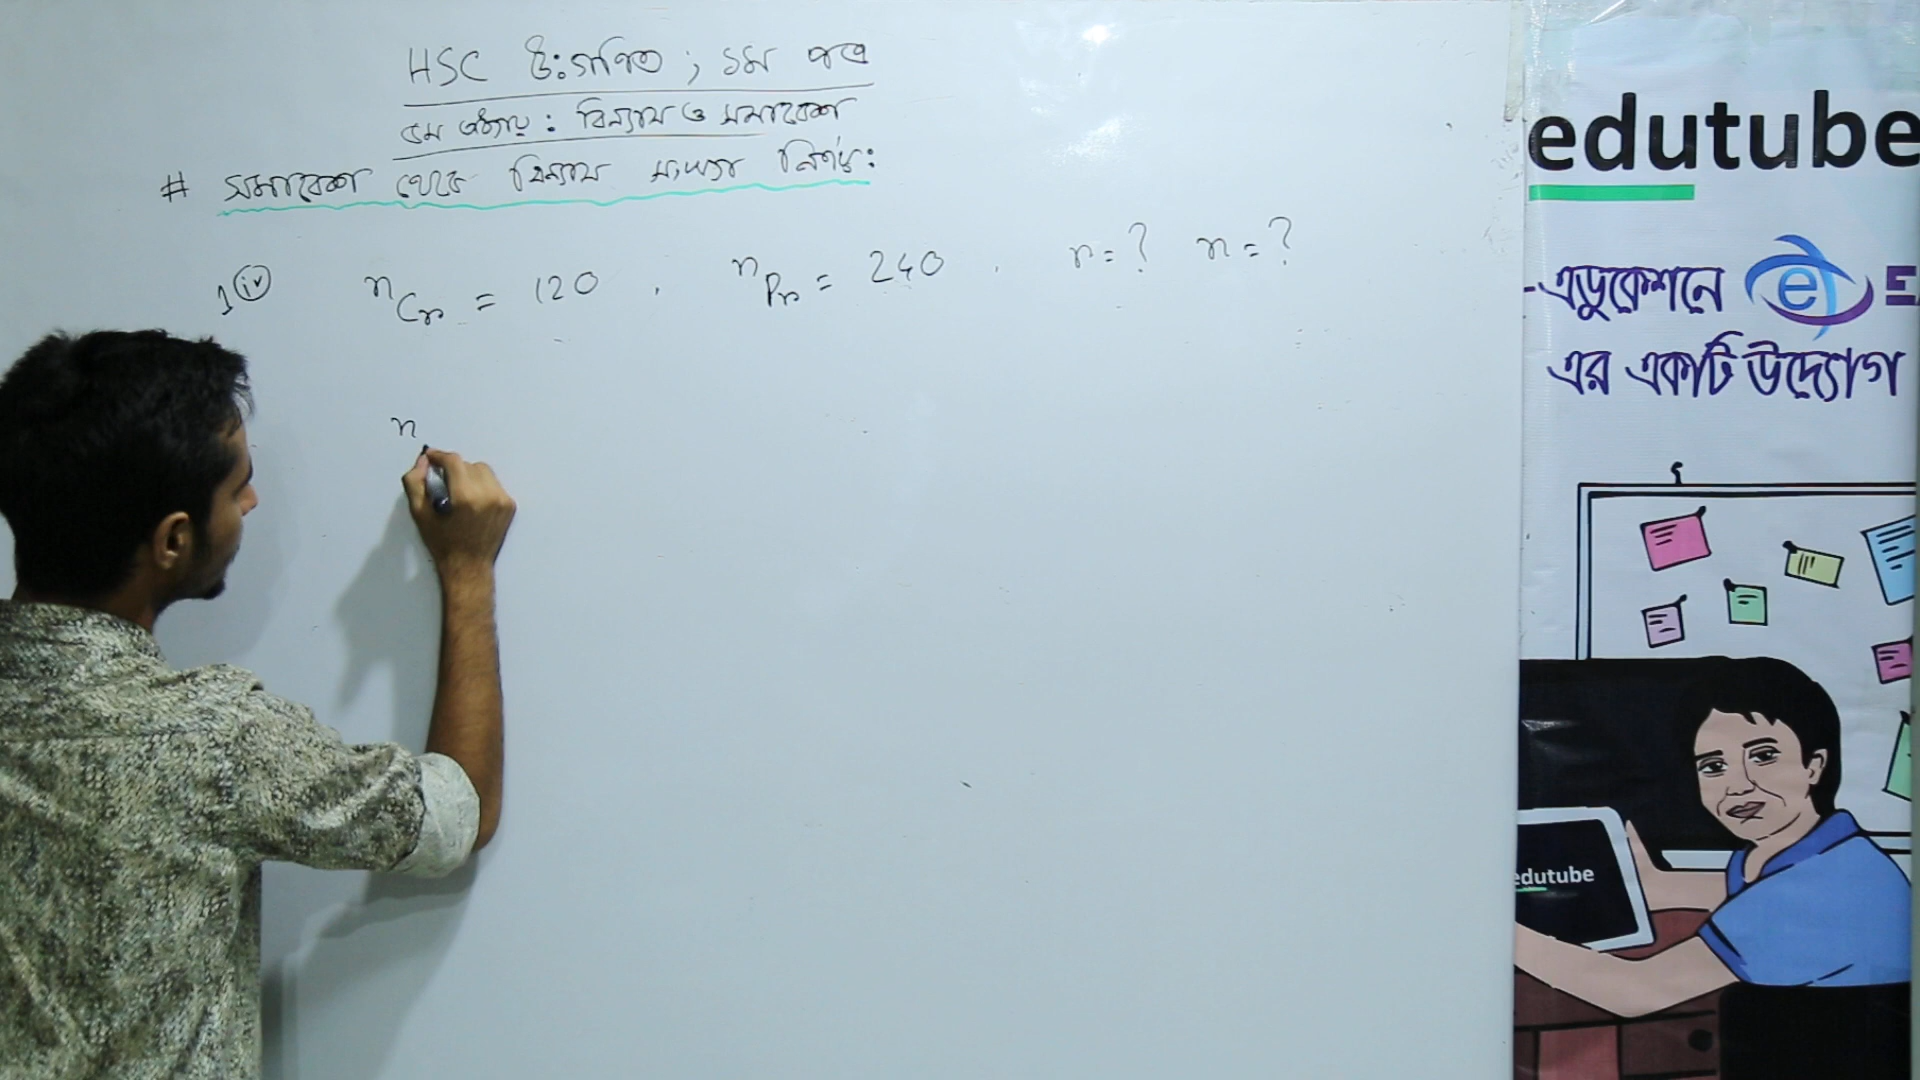 HSC উঃগণিত ; ১ম পত্র
৫ম অধ্যায় : বিন্যাস ও সমাবেশ
# সমাবেশ থেকে বিন্যাস সংখ্যা নির্ণয়:
1 (iv) nCr = 120 , nPr = 240 . n = ? r = ?
n
edutube
-এডুকেশনে e E
এর একটি উদ্যোগ
edutube